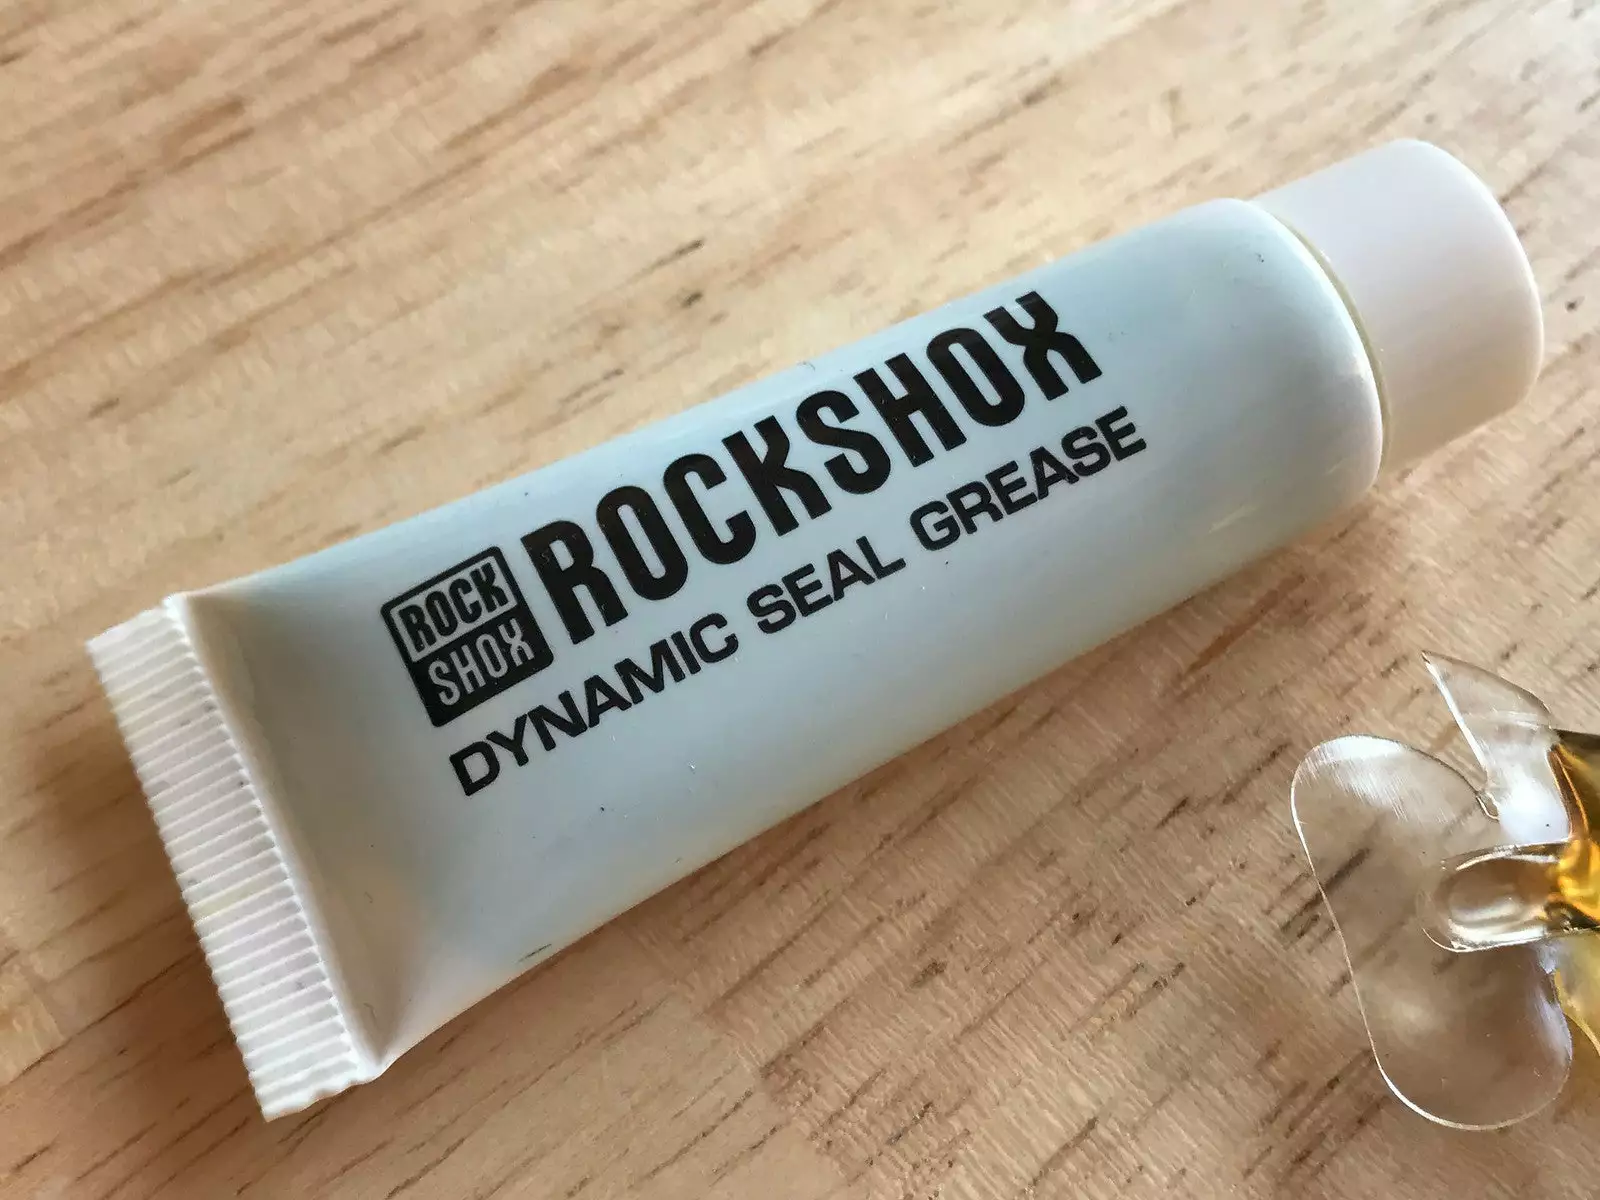 ROCK
SHOX
ROCKSHOX
DYNAMIC SEAL GREASE